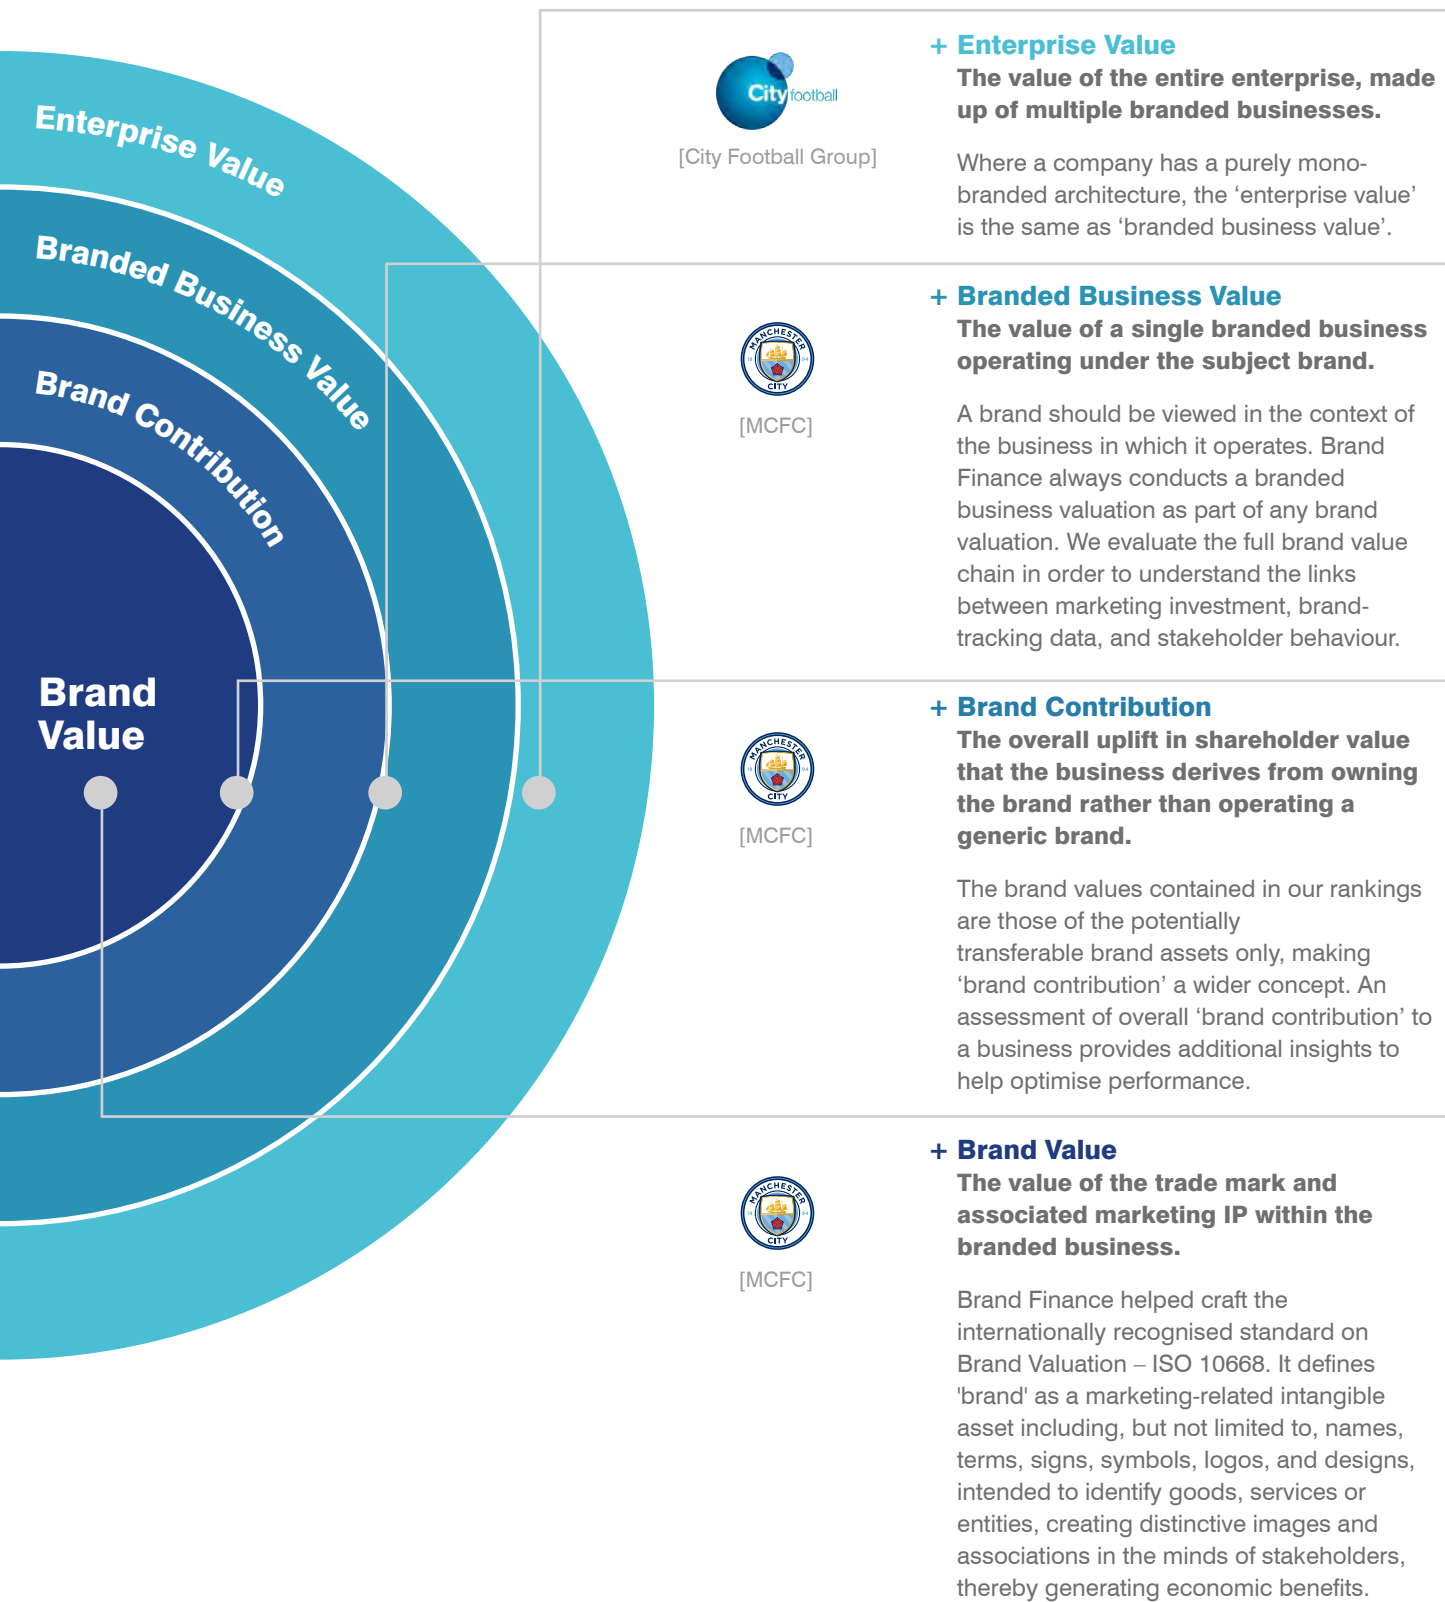 Enterprise Value
Branded Business Value
Brand Contribution
Brand
Value
City football
[City Football Group]
+ Enterprise Value
The value of the entire enterprise, made
up of multiple branded businesses.
Where a company has a purely mono-
branded architecture, the ‘enterprise value’
is the same as ‘branded business value’.
MANCHESTER
18 94
CITY
[MCFC]
+ Branded Business Value
The value of a single branded business
operating under the subject brand.
A brand should be viewed in the context of
the business in which it operates. Brand
Finance always conducts a branded
business valuation as part of any brand
valuation. We evaluate the full brand value
chain in order to understand the links
between marketing investment, brand-
tracking data, and stakeholder behaviour.
MANCHESTER
18 94
CITY
[MCFC]
+ Brand Contribution
The overall uplift in shareholder value
that the business derives from owning
the brand rather than operating a
generic brand.
The brand values contained in our rankings
are those of the potentially
transferable brand assets only, making
‘brand contribution’ a wider concept. An
assessment of overall ‘brand contribution’ to
a business provides additional insights to
help optimise performance.
MANCHESTER
18 94
CITY
[MCFC]
+ Brand Value
The value of the trade mark and
associated marketing IP within the
branded business.
Brand Finance helped craft the
internationally recognised standard on
Brand Valuation – ISO 10668. It defines
'brand' as a marketing-related intangible
asset including, but not limited to, names,
terms, signs, symbols, logos, and designs,
intended to identify goods, services or
entities, creating distinctive images and
associations in the minds of stakeholders,
thereby generating economic benefits.